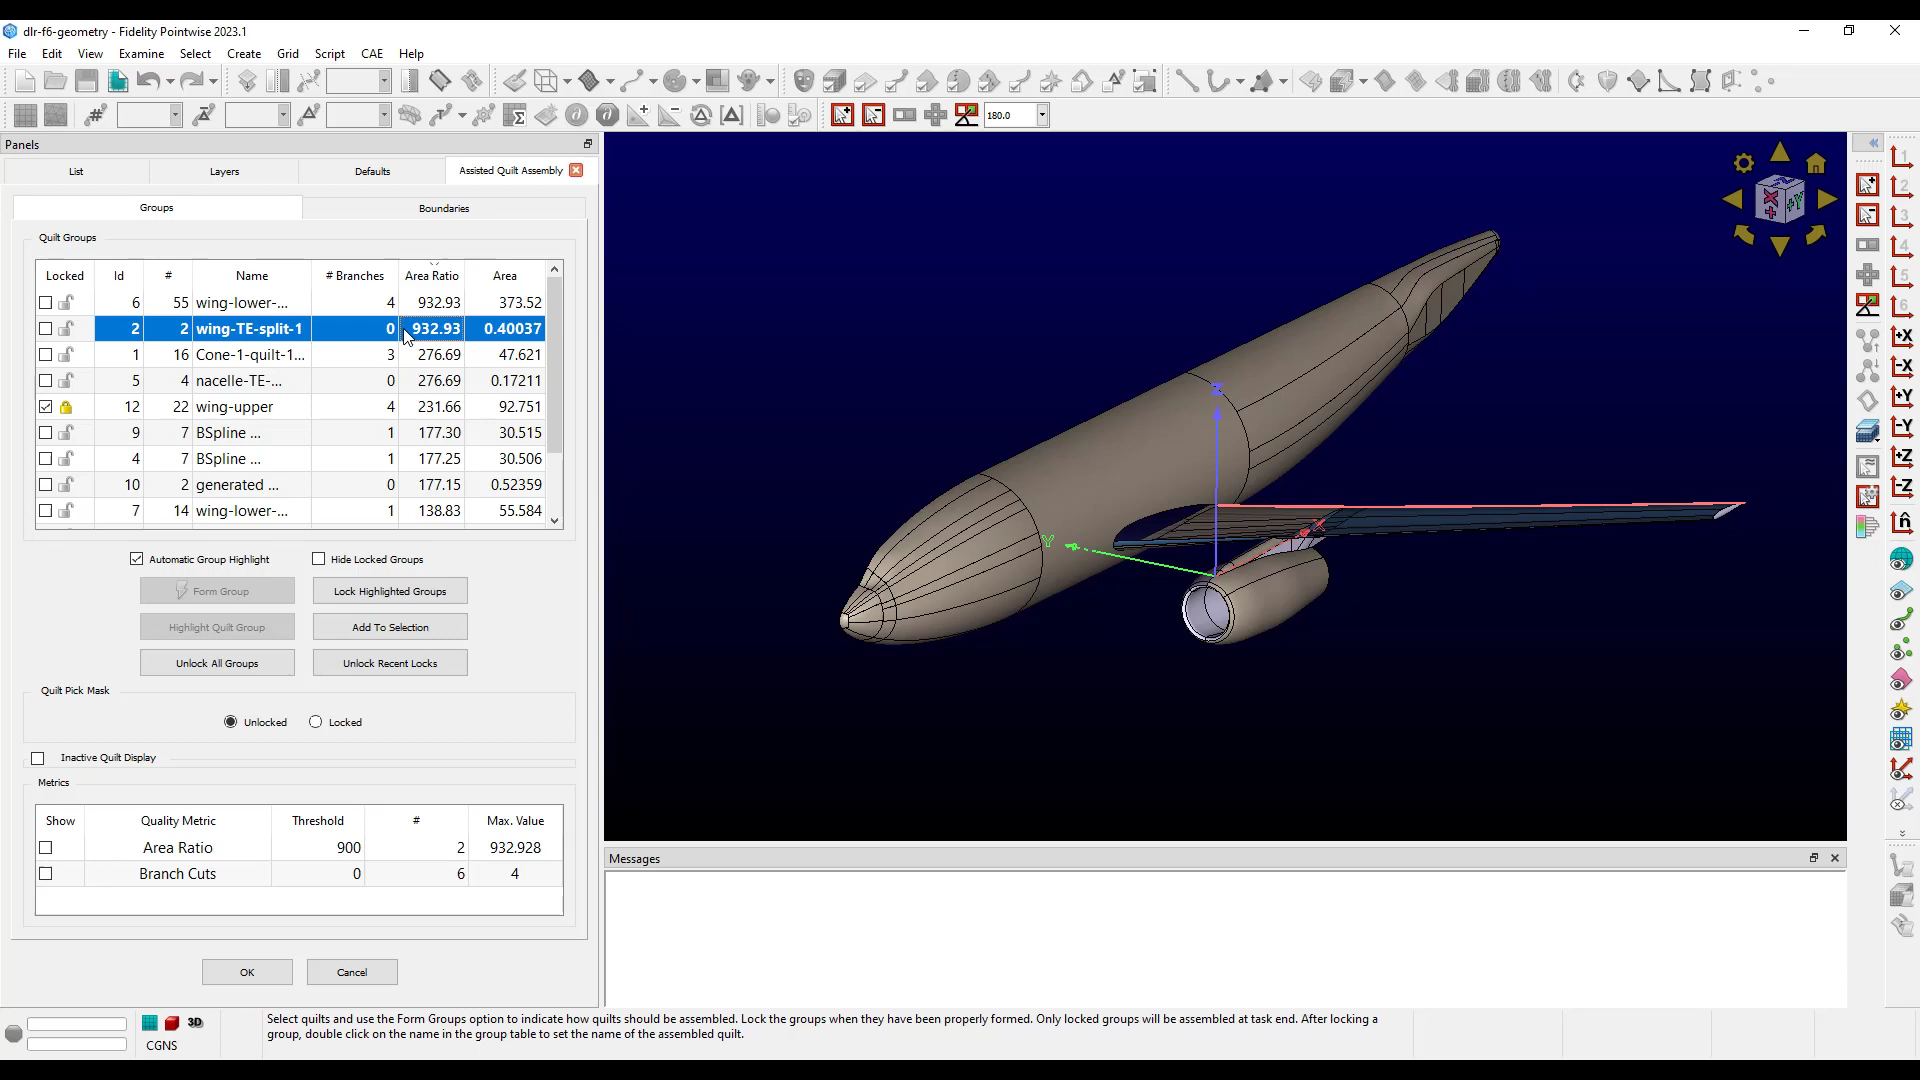 dlr-f6-geometry - Fidelity Pointwise 2023.1
File Edit View Examine Select Create Grid Script CAE Help
180.0
Panels
List Layers Defaults Assisted Quilt Assembly
Groups Boundaries
Quilt Groups
Locked Id # Name # Branches Area Ratio Area
6 55 wing-lower-... 4 932.93 373.52
2 2 wing-TE-split-1 0 932.93 0.40037
1 16 Cone-1-quilt-1... 3 276.69 47.621
5 4 nacelle-TE-... 0 276.69 0.17211
12 22 wing-upper 4 231.66 92.751
9 7 BSpline ... 1 177.30 30.515
4 7 BSpline ... 1 177.25 30.506
10 2 generated ... 0 177.15 0.52359
7 14 wing-lower-... 1 138.83 55.584
Automatic Group Highlight Hide Locked Groups
Form Group Lock Highlighted Groups
Highlight Quilt Group Add To Selection
Unlock All Groups Unlock Recent Locks
Quilt Pick Mask
Unlocked Locked
Inactive Quilt Display
Metrics
Show Quality Metric Threshold # Max. Value
Area Ratio 900 2 932.928
Branch Cuts 0 6 4
OK Cancel
Z
Y
X
-Z
X
+Y
+
Messages
1
2
3
4
5
6
+X
-X
+Y
-Y
+Z
-Z
n
3D
CGNS
Select quilts and use the Form Groups option to indicate how quilts should be assembled. Lock the groups when they have been properly formed. Only locked groups will be assembled at task end. After locking a
group, double click on the name in the group table to set the name of the assembled quilt.